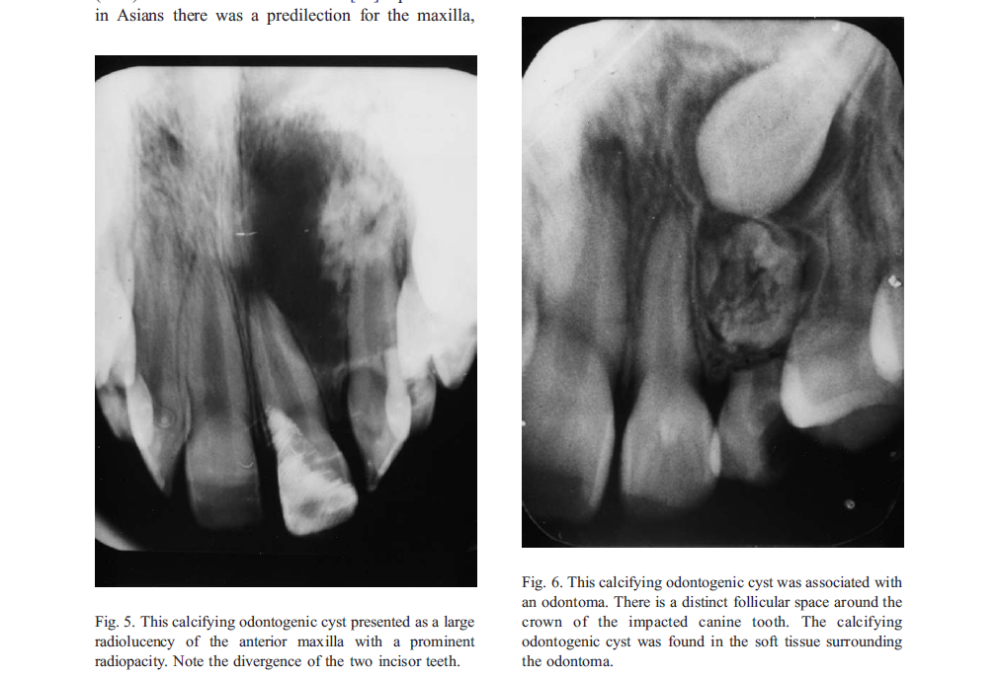 in Asians there was a predilection for the maxilla,
Fig. 5. This calcifying odontogenic cyst presented as a large
radiolucency of the anterior maxilla with a prominent
radiopacity. Note the divergence of the two incisor teeth.
Fig. 6. This calcifying odontogenic cyst was associated with
an odontoma. There is a distinct follicular space around the
crown of the impacted canine tooth. The calcifying
odontogenic cyst was found in the soft tissue surrounding
the odontoma.